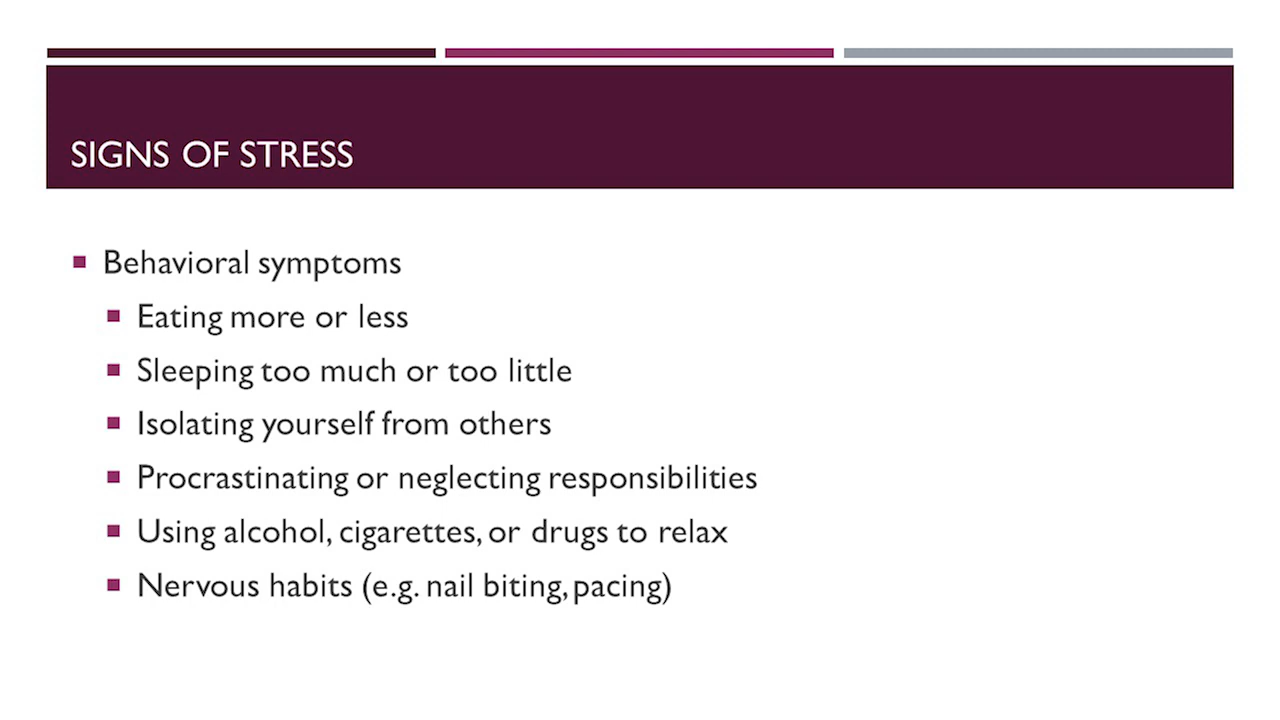 SIGNS OF STRESS
Behavioral symptoms
Eating more or less
Sleeping too much or too little
Isolating yourself from others
Procrastinating or neglecting responsibilities
Using alcohol, cigarettes, or drugs to relax
Nervous habits (e.g. nail biting, pacing)